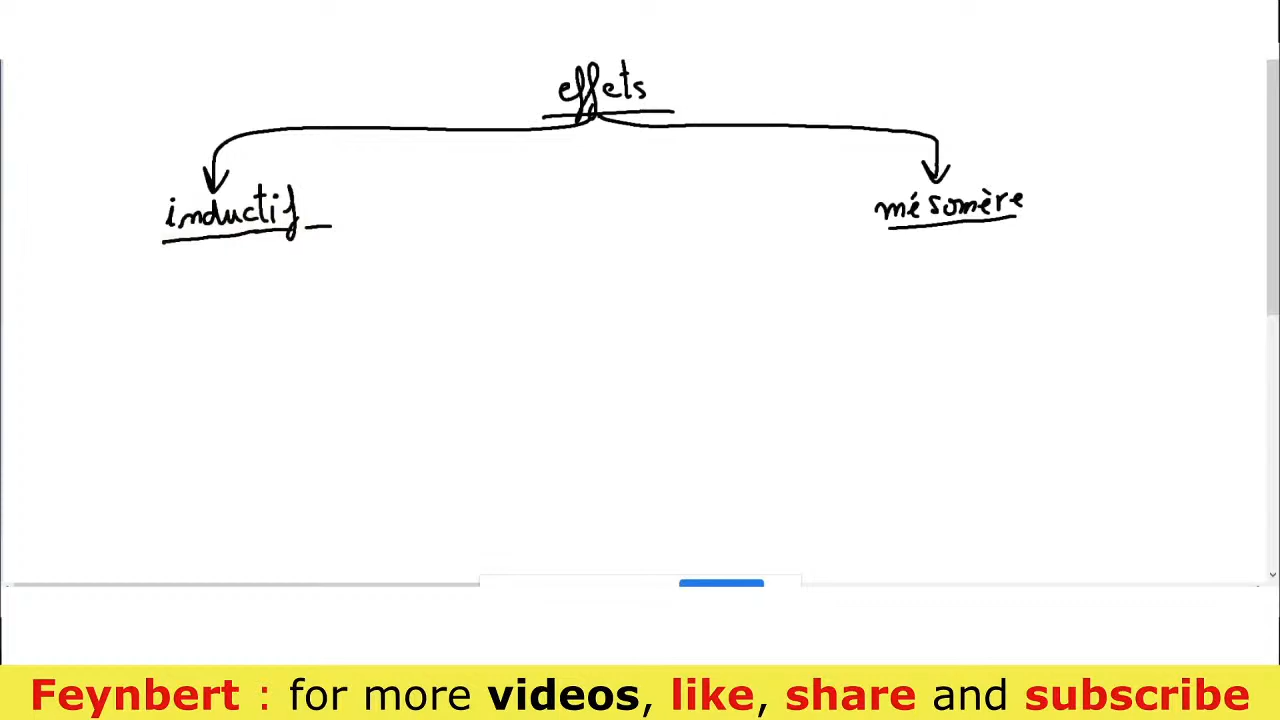 effets
inductif
mésomère
Feynbert : for more videos, like, share and subscribe